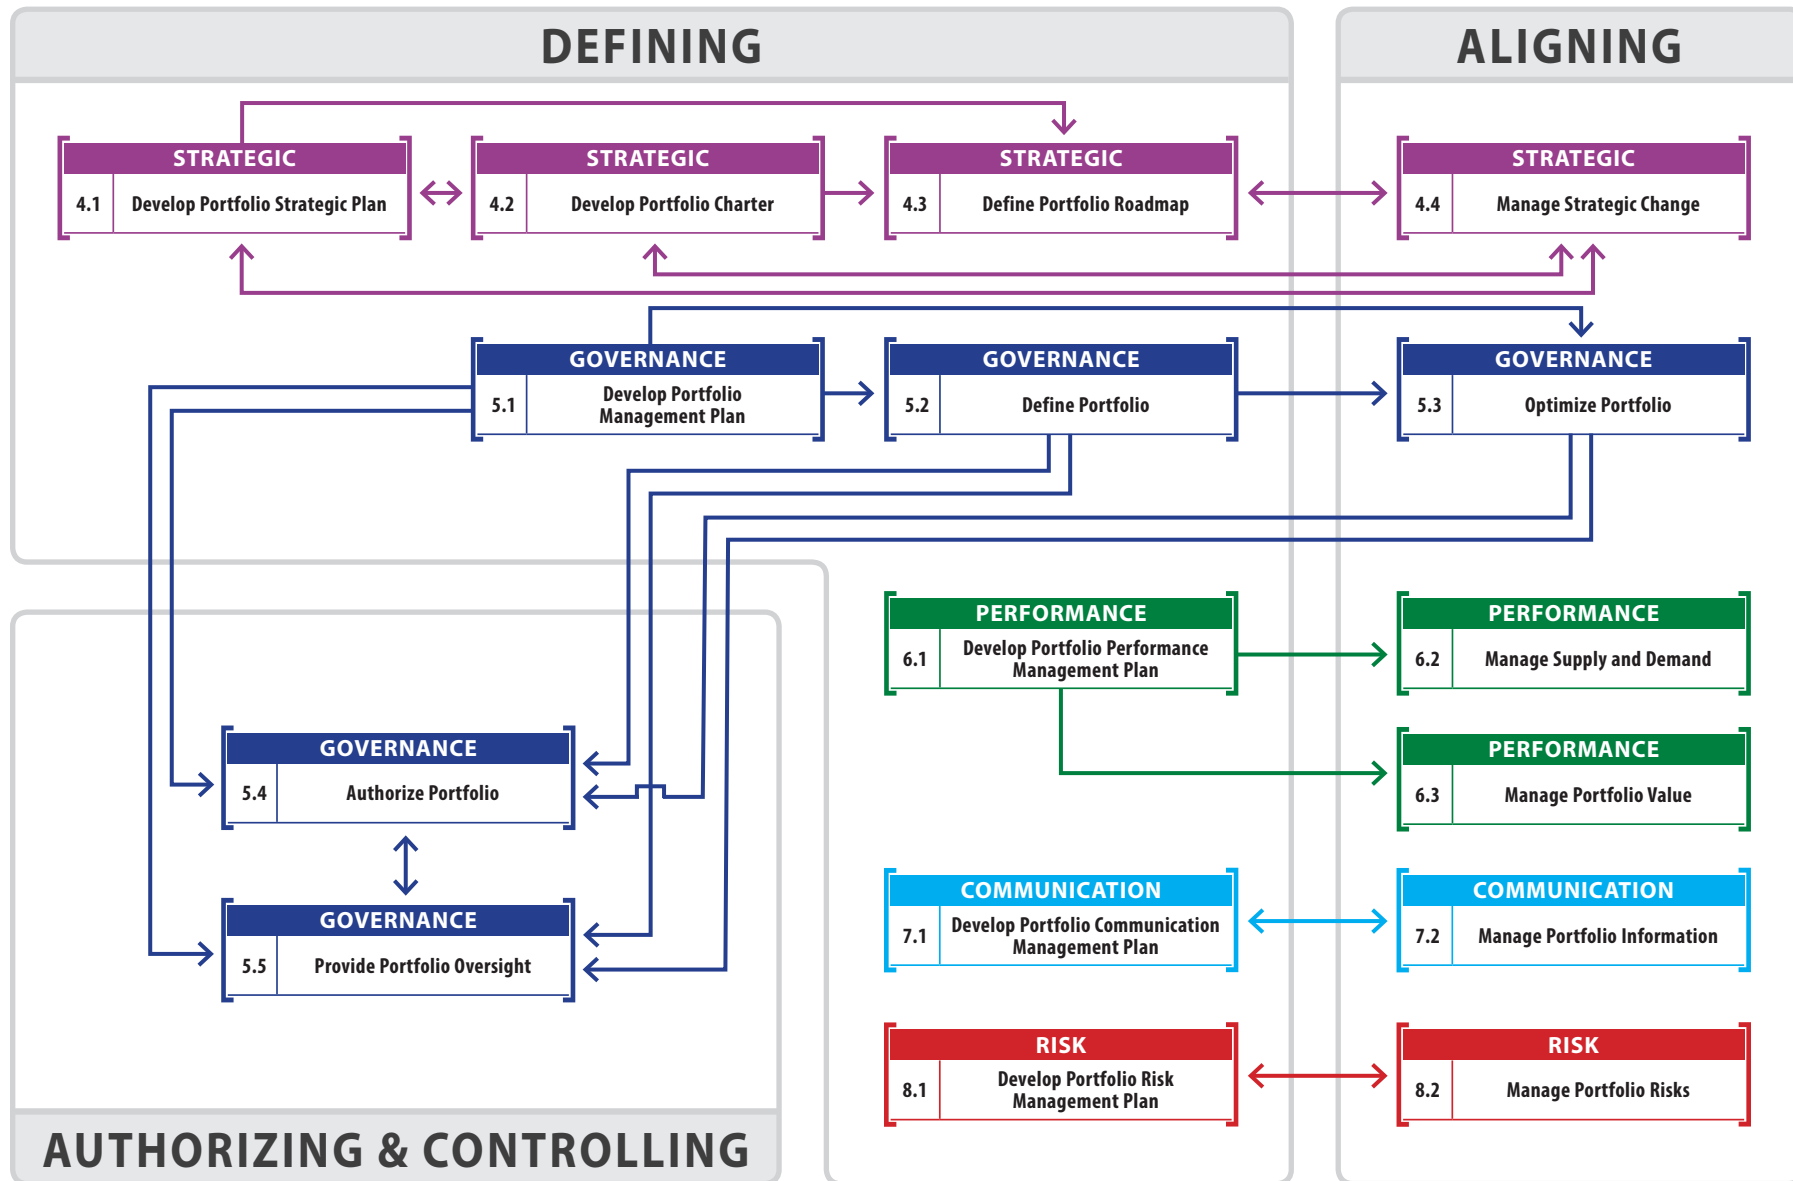 DEFINING
ALIGNING
STRATEGIC
4.1
Develop Portfolio Strategic Plan
STRATEGIC
4.2
Develop Portfolio Charter
STRATEGIC
4.3
Define Portfolio Roadmap
STRATEGIC
4.4
Manage Strategic Change
GOVERNANCE
5.1
Develop Portfolio
Management Plan
GOVERNANCE
5.2
Define Portfolio
GOVERNANCE
5.3
Optimize Portfolio
PERFORMANCE
6.1
Develop Portfolio Performance
Management Plan
PERFORMANCE
6.2
Manage Supply and Demand
GOVERNANCE
5.4
Authorize Portfolio
PERFORMANCE
6.3
Manage Portfolio Value
GOVERNANCE
5.5
Provide Portfolio Oversight
COMMUNICATION
7.1
Develop Portfolio Communication
Management Plan
COMMUNICATION
7.2
Manage Portfolio Information
RISK
8.1
Develop Portfolio Risk
Management Plan
RISK
8.2
Manage Portfolio Risks
AUTHORIZING & CONTROLLING